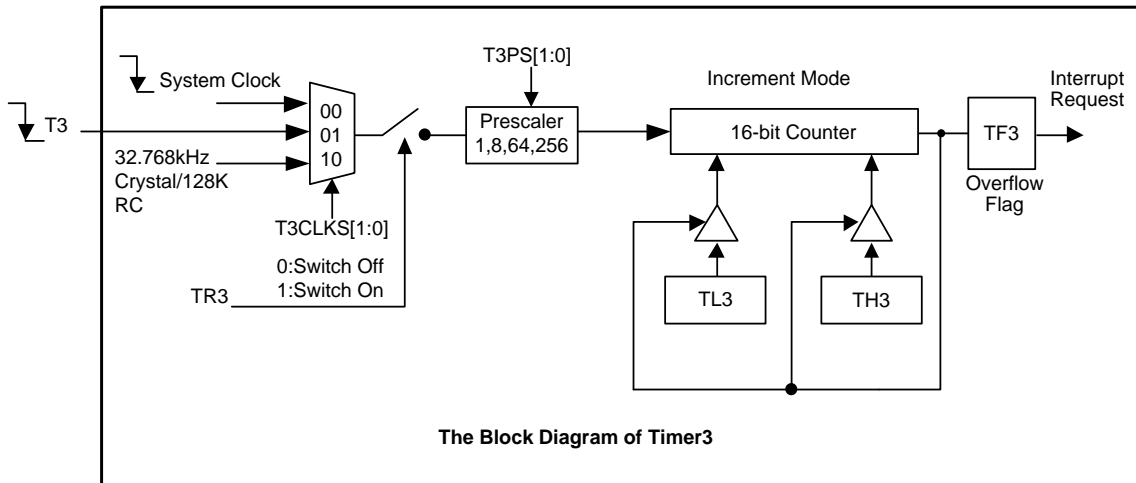 T3PS[1:0]
Increment Mode
Interrupt
Request
System Clock
T3
00
01
10
Prescaler
1,8,64,256
16-bit Counter
TF3
32.768kHz
Crystal/128K
RC
Overflow
Flag
T3CLKS[1:0]
0:Switch Off
1:Switch On
TR3
TL3
TH3
The Block Diagram of Timer3